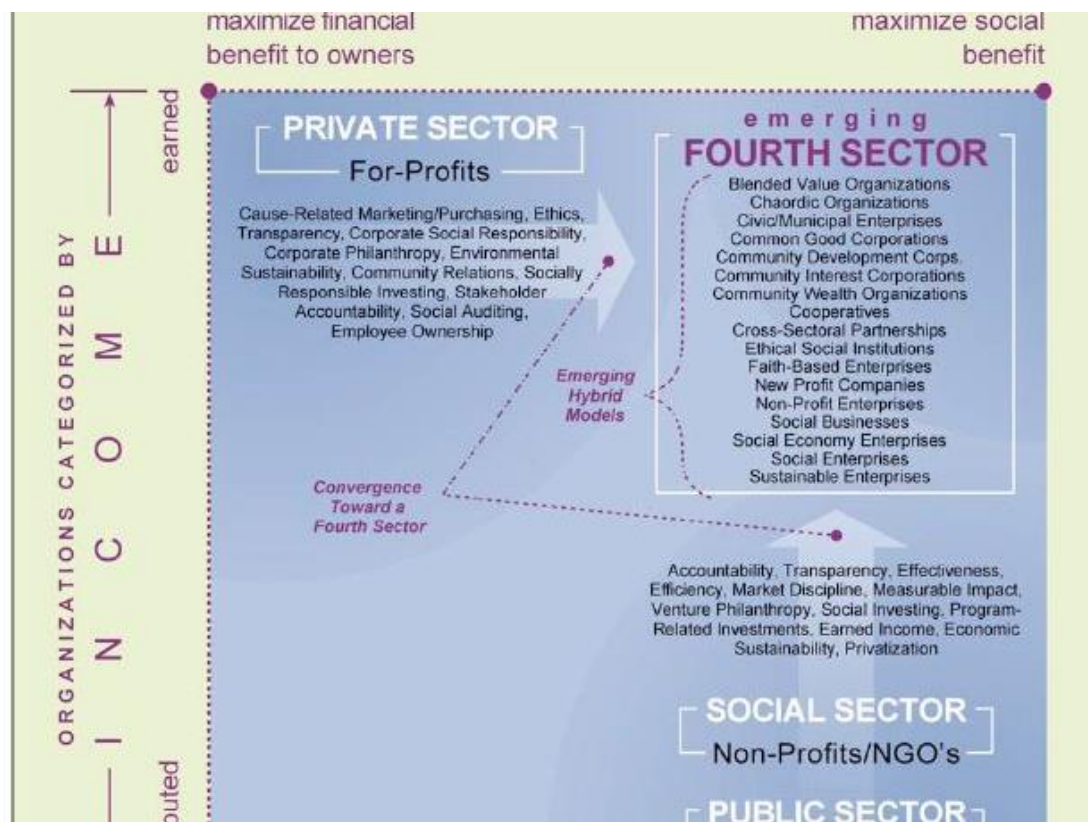 maximize financial
benefit to owners
maximize social
benefit
ORGANIZATIONS CATEGORIZED BY
INCOME
earned
PRIVATE SECTOR
For-Profits
Cause-Related Marketing/Purchasing, Ethics,
Transparency, Corporate Social Responsibility,
Corporate Philanthropy, Environmental
Sustainability, Community Relations, Socially
Responsible Investing, Stakeholder
Accountability, Social Auditing,
Employee Ownership
emerging
FOURTH SECTOR
Blended Value Organizations
Chaordic Organizations
Civic/Municipal Enterprises
Common Good Corporations
Community Development Corps.
Community Interest Corporations
Community Wealth Organizations
Cooperatives
Cross-Sectoral Partnerships
Ethical Social Institutions
Faith-Based Enterprises
New Profit Companies
Non-Profit Enterprises
Social Businesses
Social Economy Enterprises
Social Enterprises
Sustainable Enterprises
Emerging
Hybrid
Models
Convergence
Toward a
Fourth Sector
Accountability, Transparency, Effectiveness,
Efficiency, Market Discipline, Measurable Impact,
Venture Philanthropy, Social Investing, Program-
Related Investments, Earned Income, Economic
Sustainability, Privatization
SOCIAL SECTOR
Non-Profits/NGO's
PUBLIC SECTOR